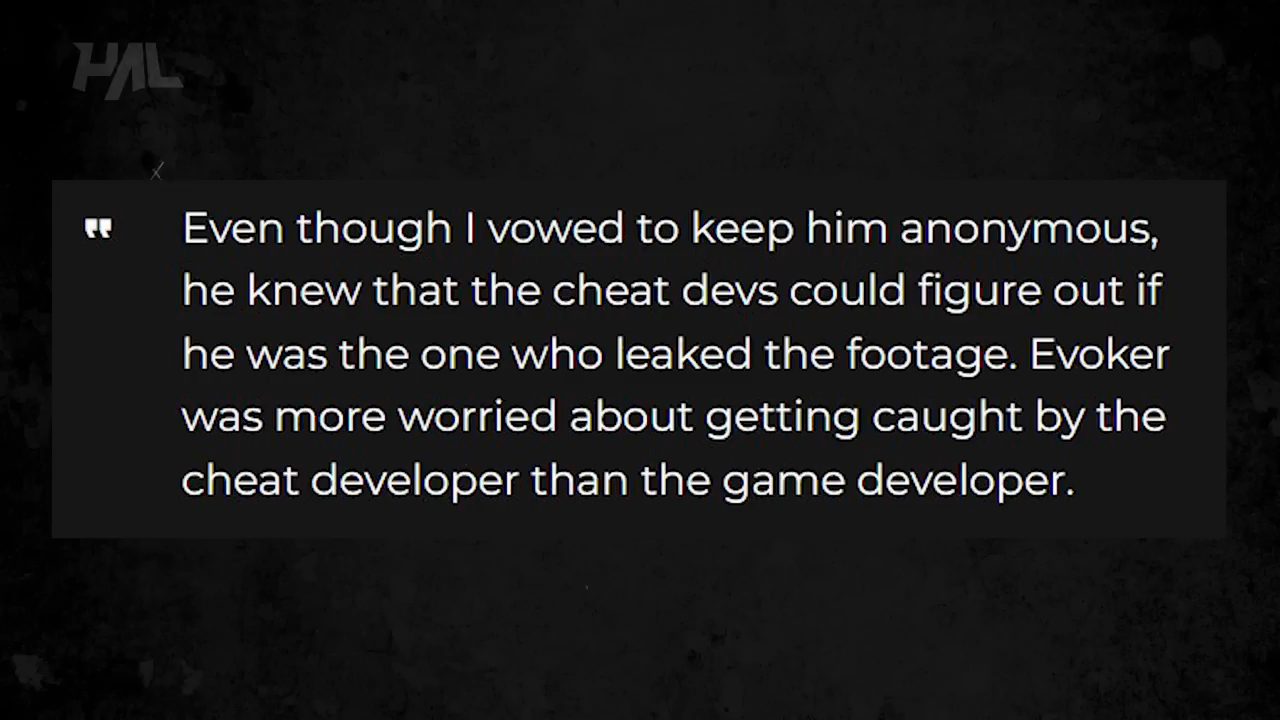 HAL
" Even though I vowed to keep him anonymous,
he knew that the cheat devs could figure out if
he was the one who leaked the footage. Evoker
was more worried about getting caught by the
cheat developer than the game developer.